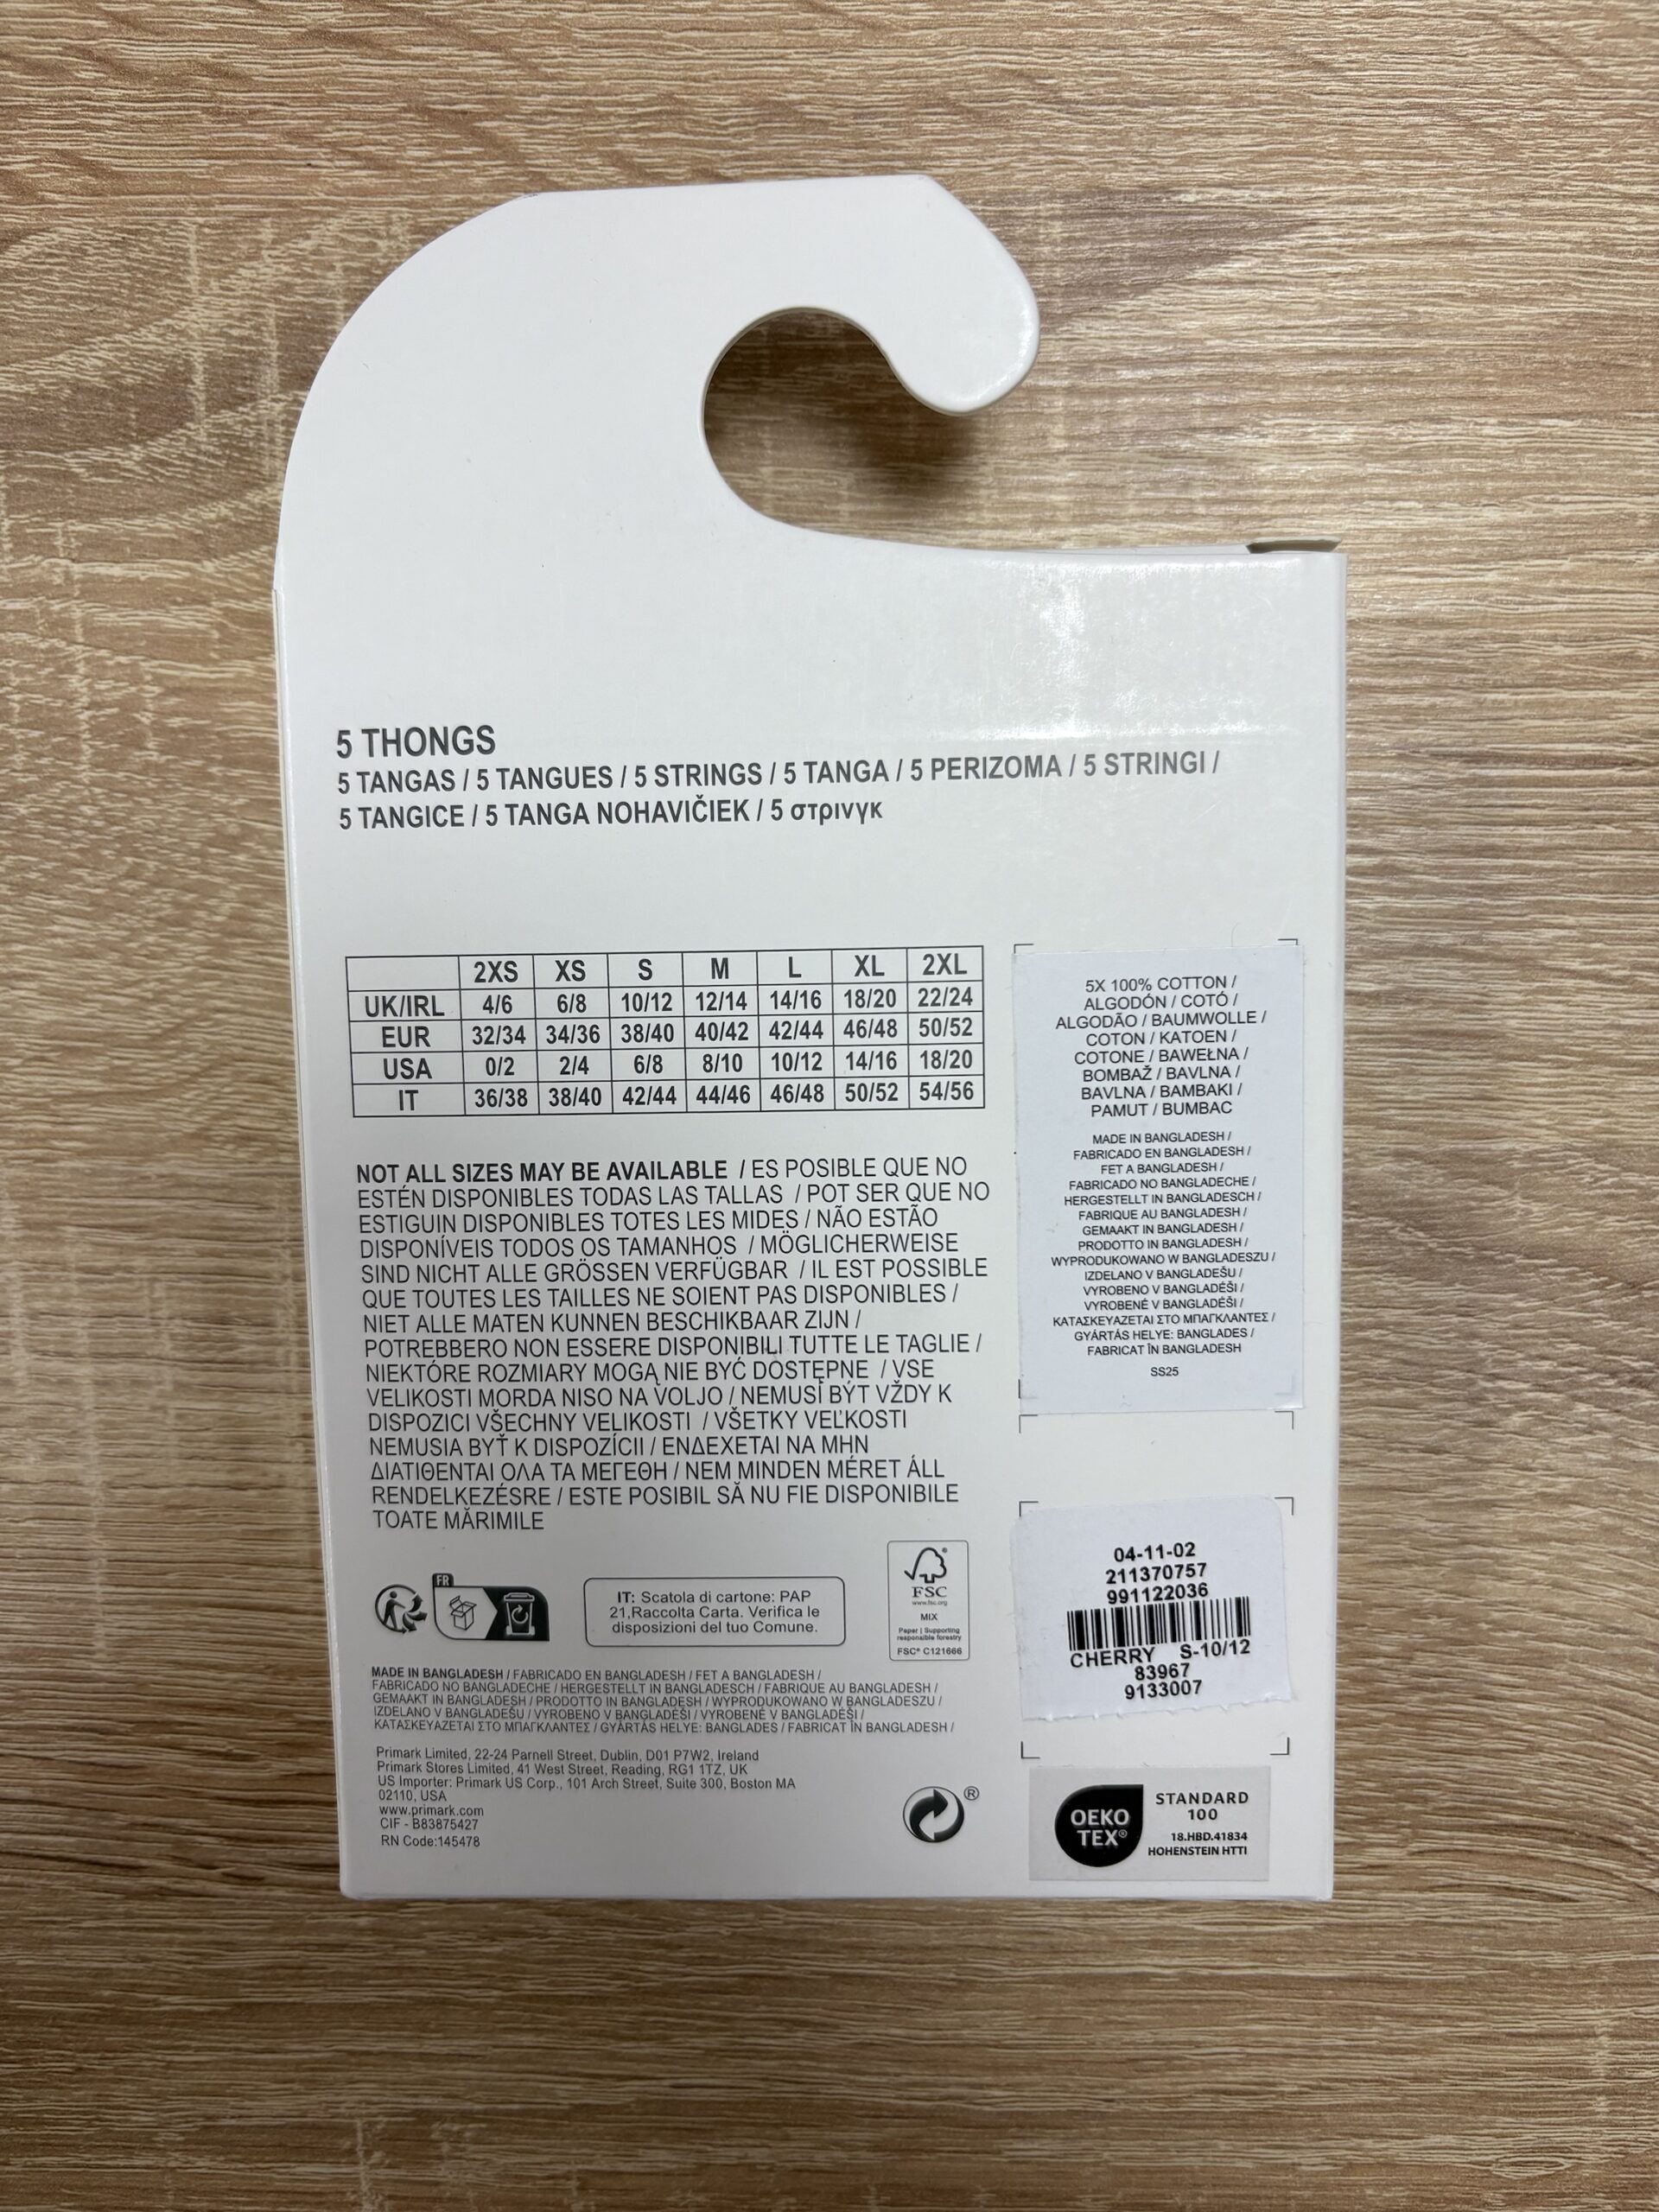 5 THONGS
5 TANGAS / 5 TANGUES / 5 STRINGS / 5 TANGA / 5 PERIZOMA / 5 STRINGI /
5 TANGICE / 5 TANGA NOHAVIČIEK / 5 στρινγκ
2XS XS S M L XL 2XL
UK/IRL 4/6 6/8 10/12 12/14 14/16 18/20 22/24
EUR 32/34 34/36 38/40 40/42 42/44 46/48 50/52
USA 0/2 2/4 6/8 8/10 10/12 14/16 18/20
IT 36/38 38/40 42/44 44/46 46/48 50/52 54/56
NOT ALL SIZES MAY BE AVAILABLE / ES POSIBLE QUE NO
ESTÉN DISPONIBLES TODAS LAS TALLAS / POT SER QUE NO
ESTIGUIN DISPONIBLES TOTES LES MIDES / NÃO ESTÃO
DISPONÍVEIS TODOS OS TAMANHOS / MÖGLICHERWEISE
SIND NICHT ALLE GRÖSSEN VERFÜGBAR / IL EST POSSIBLE
QUE TOUTES LES TAILLES NE SOIENT PAS DISPONIBLES /
NIET ALLE MATEN KUNNEN BESCHIKBAAR ZIJN /
POTREBBERO NON ESSERE DISPONIBILI TUTTE LE TAGLIE /
NIEKTÓRE ROZMIARY MOGĄ NIE BYĆ DOSTĘPNE / VSE
VELIKOSTI MORDA NISO NA VOLJO / NEMUSÍ BÝT VŽDY K
DISPOZICI VŠECHNY VELIKOSTI / VŠETKY VEĽKOSTI
NEMUSIA BYŤ K DISPOZÍCII / ΕΝΔΕΧΕΤΑΙ ΝΑ ΜΗΝ
ΔΙΑΤΙΘΕΝΤΑΙ ΟΛΑ ΤΑ ΜΕΓΕΘΗ / NEM MINDEN MÉRET ÁLL
RENDELKEZÉSRE / ESTE POSIBIL SĂ NU FIE DISPONIBILE
TOATE MĂRIMILE
5X 100% COTTON /
ALGODÓN / COTÓ /
ALGODÃO / BAUMWOLLE /
COTON / KATOEN /
COTONE / BAWEŁNA /
BOMBAŽ / BAVLNA /
BAVLNA / BAMBAKI /
PAMUT / BUMBAC
MADE IN BANGLADESH /
FABRICADO EN BANGLADESH /
FET A BANGLADESH /
FABRICADO NO BANGLADECHE /
HERGESTELLT IN BANGLADESCH /
FABRIQUE AU BANGLADESH /
GEMAAKT IN BANGLADESH /
PRODOTTO IN BANGLADESH /
WYPRODUKOWANO W BANGLADESZU /
IZDELANO V BANGLADEŠU /
VYROBENO V BANGLADÉŠI /
VYROBENÉ V BANGLADÉŠI /
ΚΑΤΑΣΚΕΥΑΖΕΤΑΙ ΣΤΟ ΜΠΑΓΚΛΑΝΤΕΣ /
GYÁRTÁS HELYE: BANGLADES /
FABRICAT ÎN BANGLADESH
SS25
FR
IT: Scatola di cartone: PAP
21,Raccolta Carta. Verifica le
disposizioni del tuo Comune.
FSC
www.fsc.org
MIX
Paper | Supporting
responsible forestry
FSC® C121666
04-11-02
211370757
991122036
CHERRY S-10/12
83967
9133007
MADE IN BANGLADESH / FABRICADO EN BANGLADESH / FET A BANGLADESH /
FABRICADO NO BANGLADECHE / HERGESTELLT IN BANGLADESCH / FABRIQUE AU BANGLADESH /
GEMAAKT IN BANGLADESH / PRODOTTO IN BANGLADESH / WYPRODUKOWANO W BANGLADESZU /
IZDELANO V BANGLADEŠU / VYROBENO V BANGLADÉŠI / VYROBENÉ V BANGLADÉŠI /
ΚΑΤΑΣΚΕΥΑΖΕΤΑΙ ΣΤΟ ΜΠΑΓΚΛΑΝΤΕΣ / GYÁRTÁS HELYE: BANGLADES / FABRICAT ÎN BANGLADESH /
Primark Limited, 22-24 Parnell Street, Dublin, D01 P7W2, Ireland
Primark Stores Limited, 41 West Street, Reading, RG1 1TZ, UK
US Importer: Primark US Corp., 101 Arch Street, Suite 300, Boston MA
02110, USA
www.primark.com
CIF - B83875427
RN Code:145478
®
OEKO
TEX®
STANDARD
100
18.HBD.41834
HOHENSTEIN HTTI